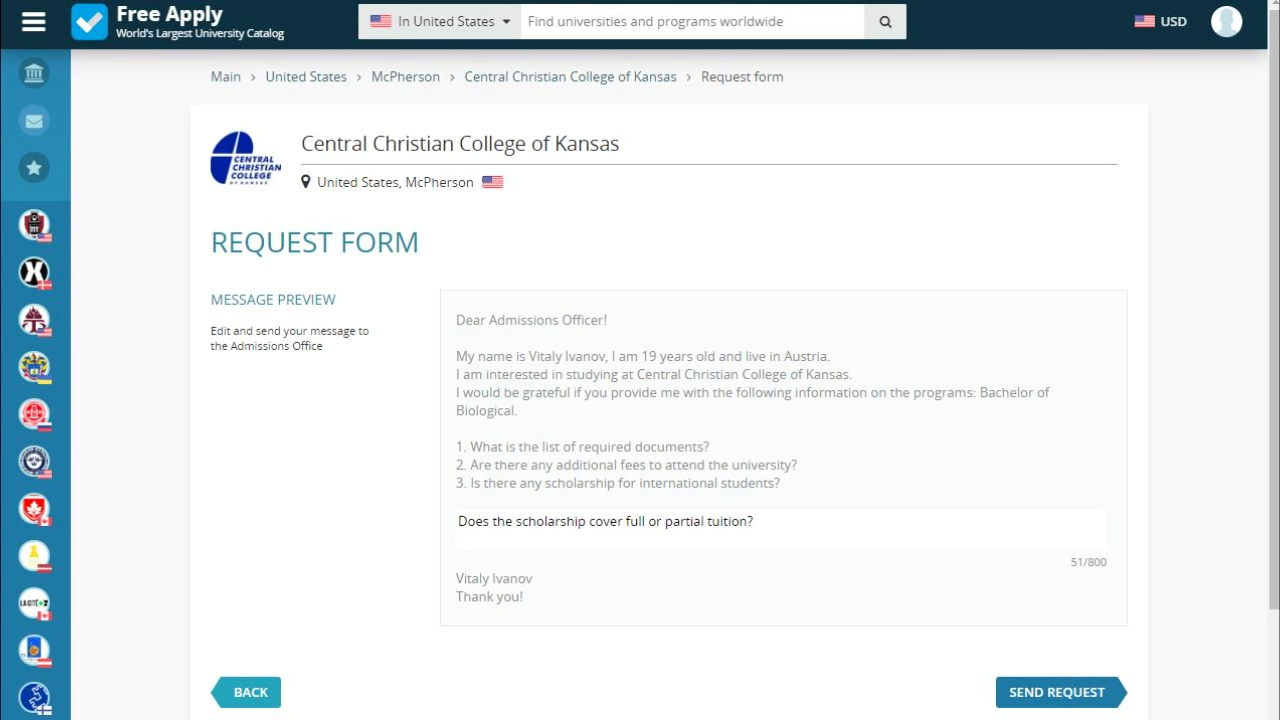 Free Apply
World's Largest University Catalog
In United States
Find universities and programs worldwide
USD
Main > United States > McPherson > Central Christian College of Kansas > Request form
CENTRAL
CHRISTIAN
COLLEGE
OF KANSAS
Central Christian College of Kansas
United States, McPherson
REQUEST FORM
MESSAGE PREVIEW
Edit and send your message to
the Admissions Office
Dear Admissions Officer!
My name is Vitaly Ivanov, I am 19 years old and live in Austria.
I am interested in studying at Central Christian College of Kansas.
I would be grateful if you provide me with the following information on the programs: Bachelor of
Biological.
1. What is the list of required documents?
2. Are there any additional fees to attend the university?
3. Is there any scholarship for international students?
Does the scholarship cover full or partial tuition?
51/800
Vitaly Ivanov
Thank you!
BACK
SEND REQUEST